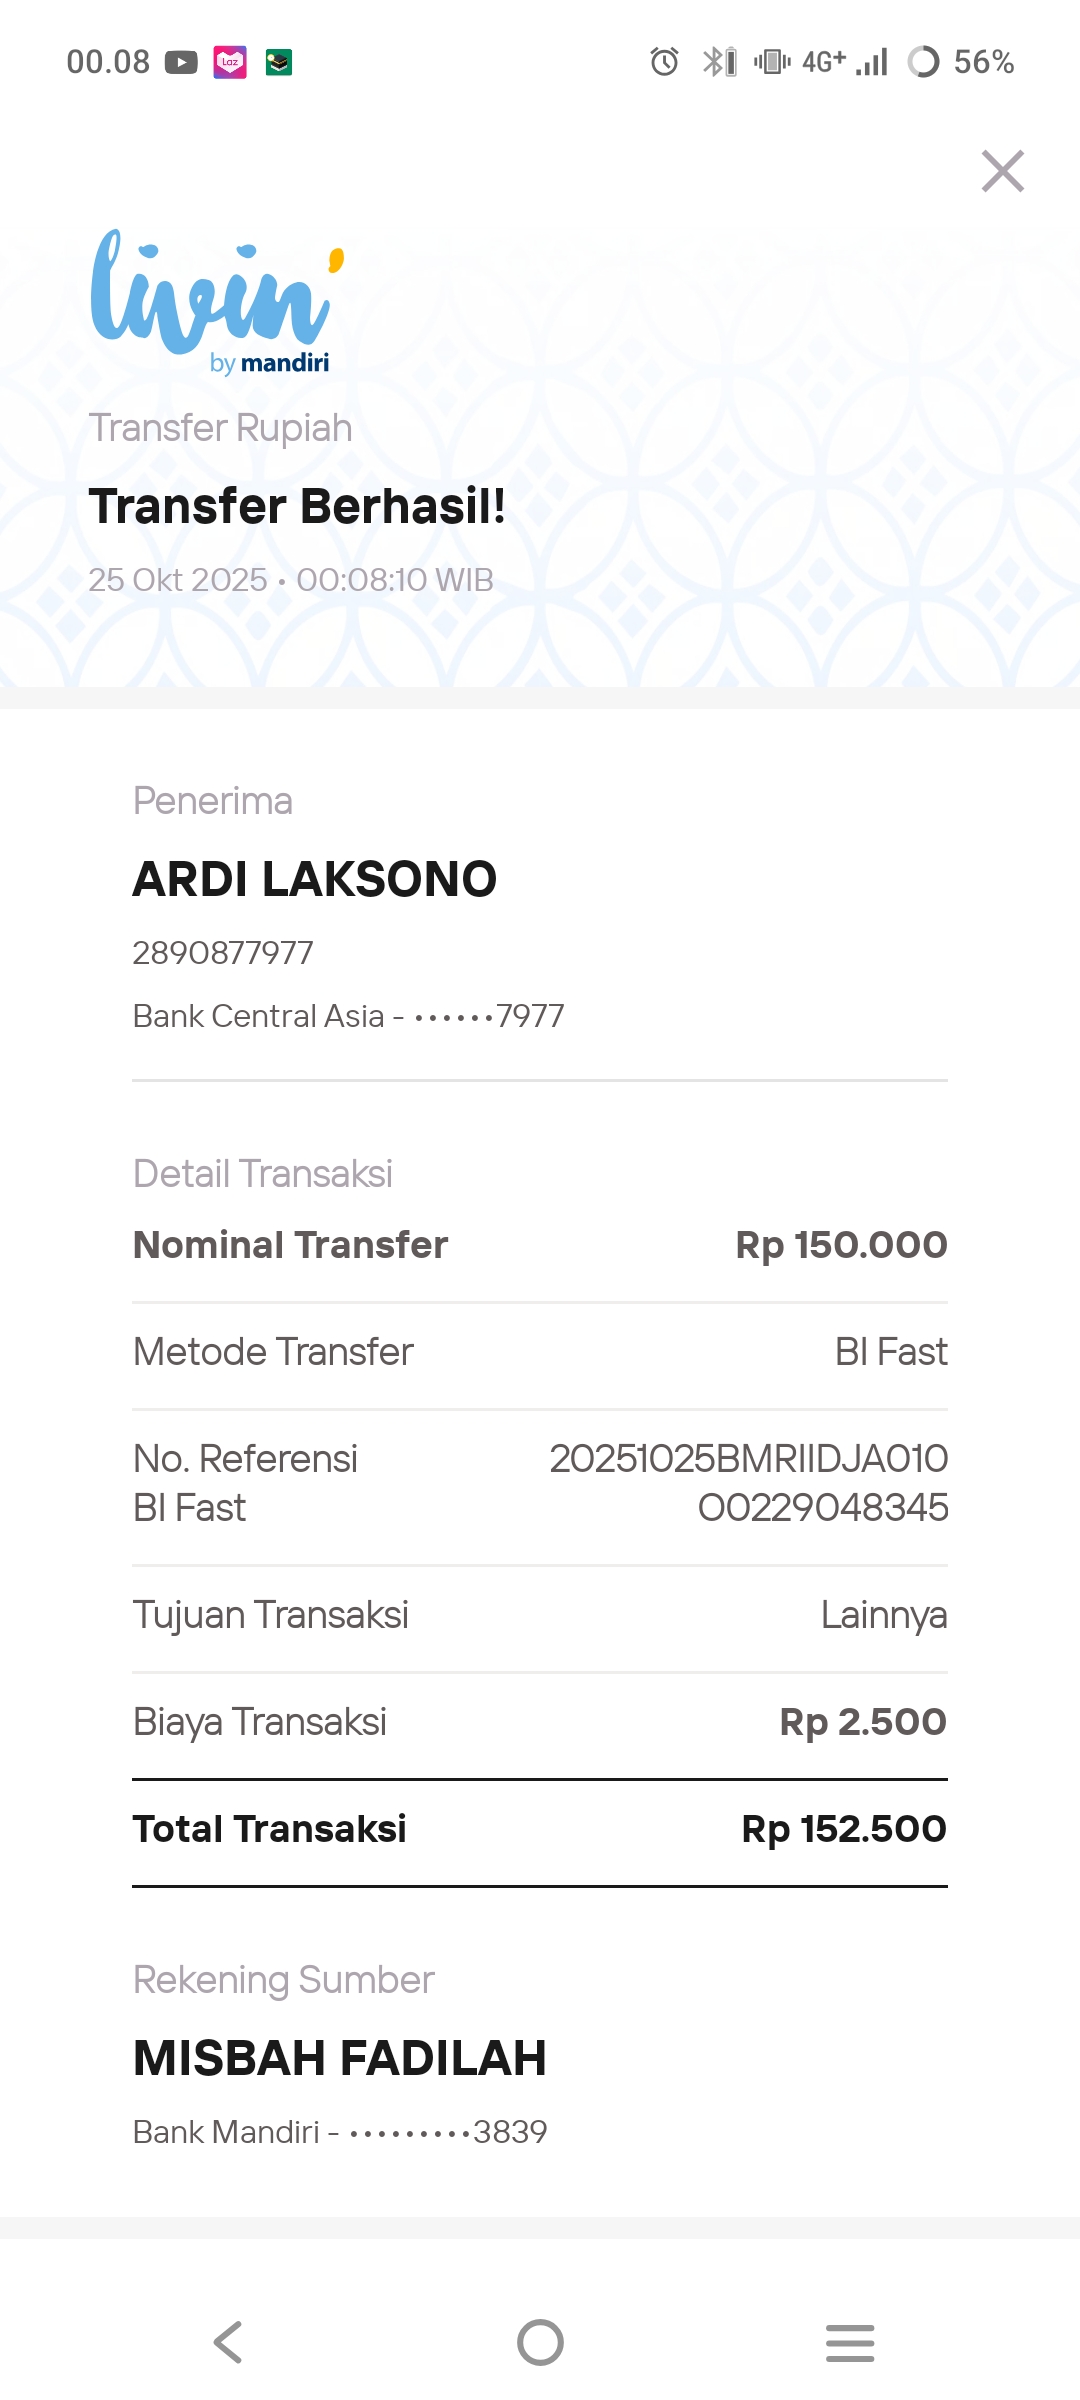 00.08 Laz 4G+ 56%
livin'
by mandiri
Transfer Rupiah
Transfer Berhasil!
25 Okt 2025 • 00:08:10 WIB
Penerima
ARDI LAKSONO
2890877977
Bank Central Asia - ••••••7977
Detail Transaksi
Nominal Transfer Rp 150.000
Metode Transfer BI Fast
No. Referensi 20251025BMRIIDJA010
BI Fast O0229048345
Tujuan Transaksi Lainnya
Biaya Transaksi Rp 2.500
Total Transaksi Rp 152.500
Rekening Sumber
MISBAH FADILAH
Bank Mandiri - •••••••••3839